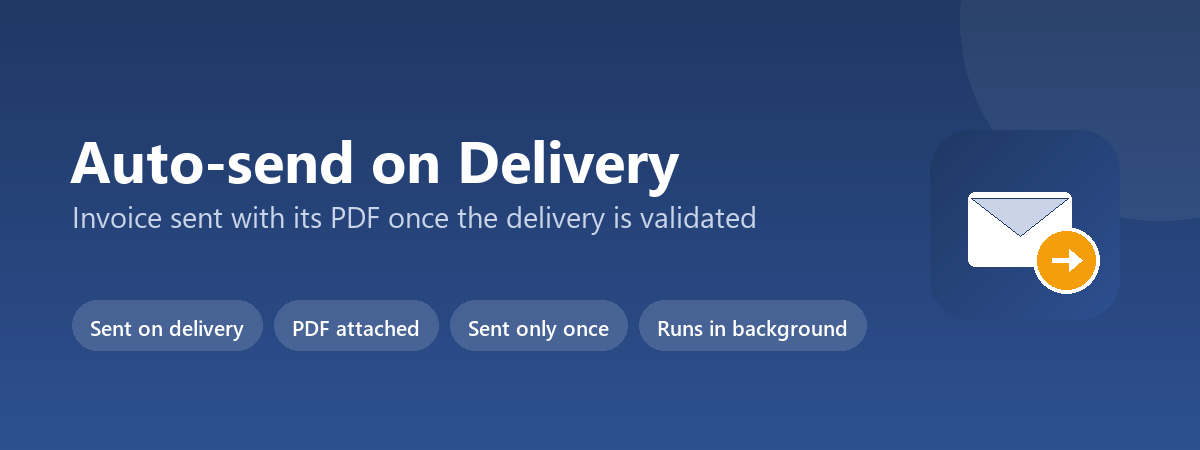 Auto-send on Delivery
Invoice sent with its PDF once the delivery is validated
Sent on delivery
PDF attached
Sent only once
Runs in background